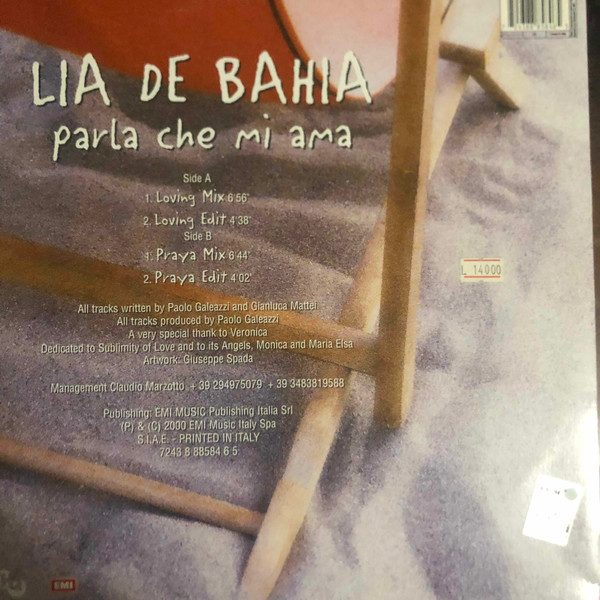 LIA DE BAHIA
parla che mi ama
Side A
1. Loving Mix 6'56"
2. Loving Edit 4'38"
Side B
1. Praya Mix 6'44"
2. Praya Edit 4'02"
All tracks written by Paolo Galeazzi and Gianluca Mattei
All tracks produced by Paolo Galeazzi
A very special thank to Veronica
Dedicated to Sublimity of Love and to its Angels, Monica and Maria Elsa
Artwork: Giuseppe Spada
Management Claudio Marzotto +39 294975079 +39 3483819588
Publishing: EMI MUSIC Publishing Italia Srl
(P) & (C) 2000 EMI Music Italy Spa
S.I.A.E. - PRINTED IN ITALY
7243 8 88584 6 5
L. 14000
EMI